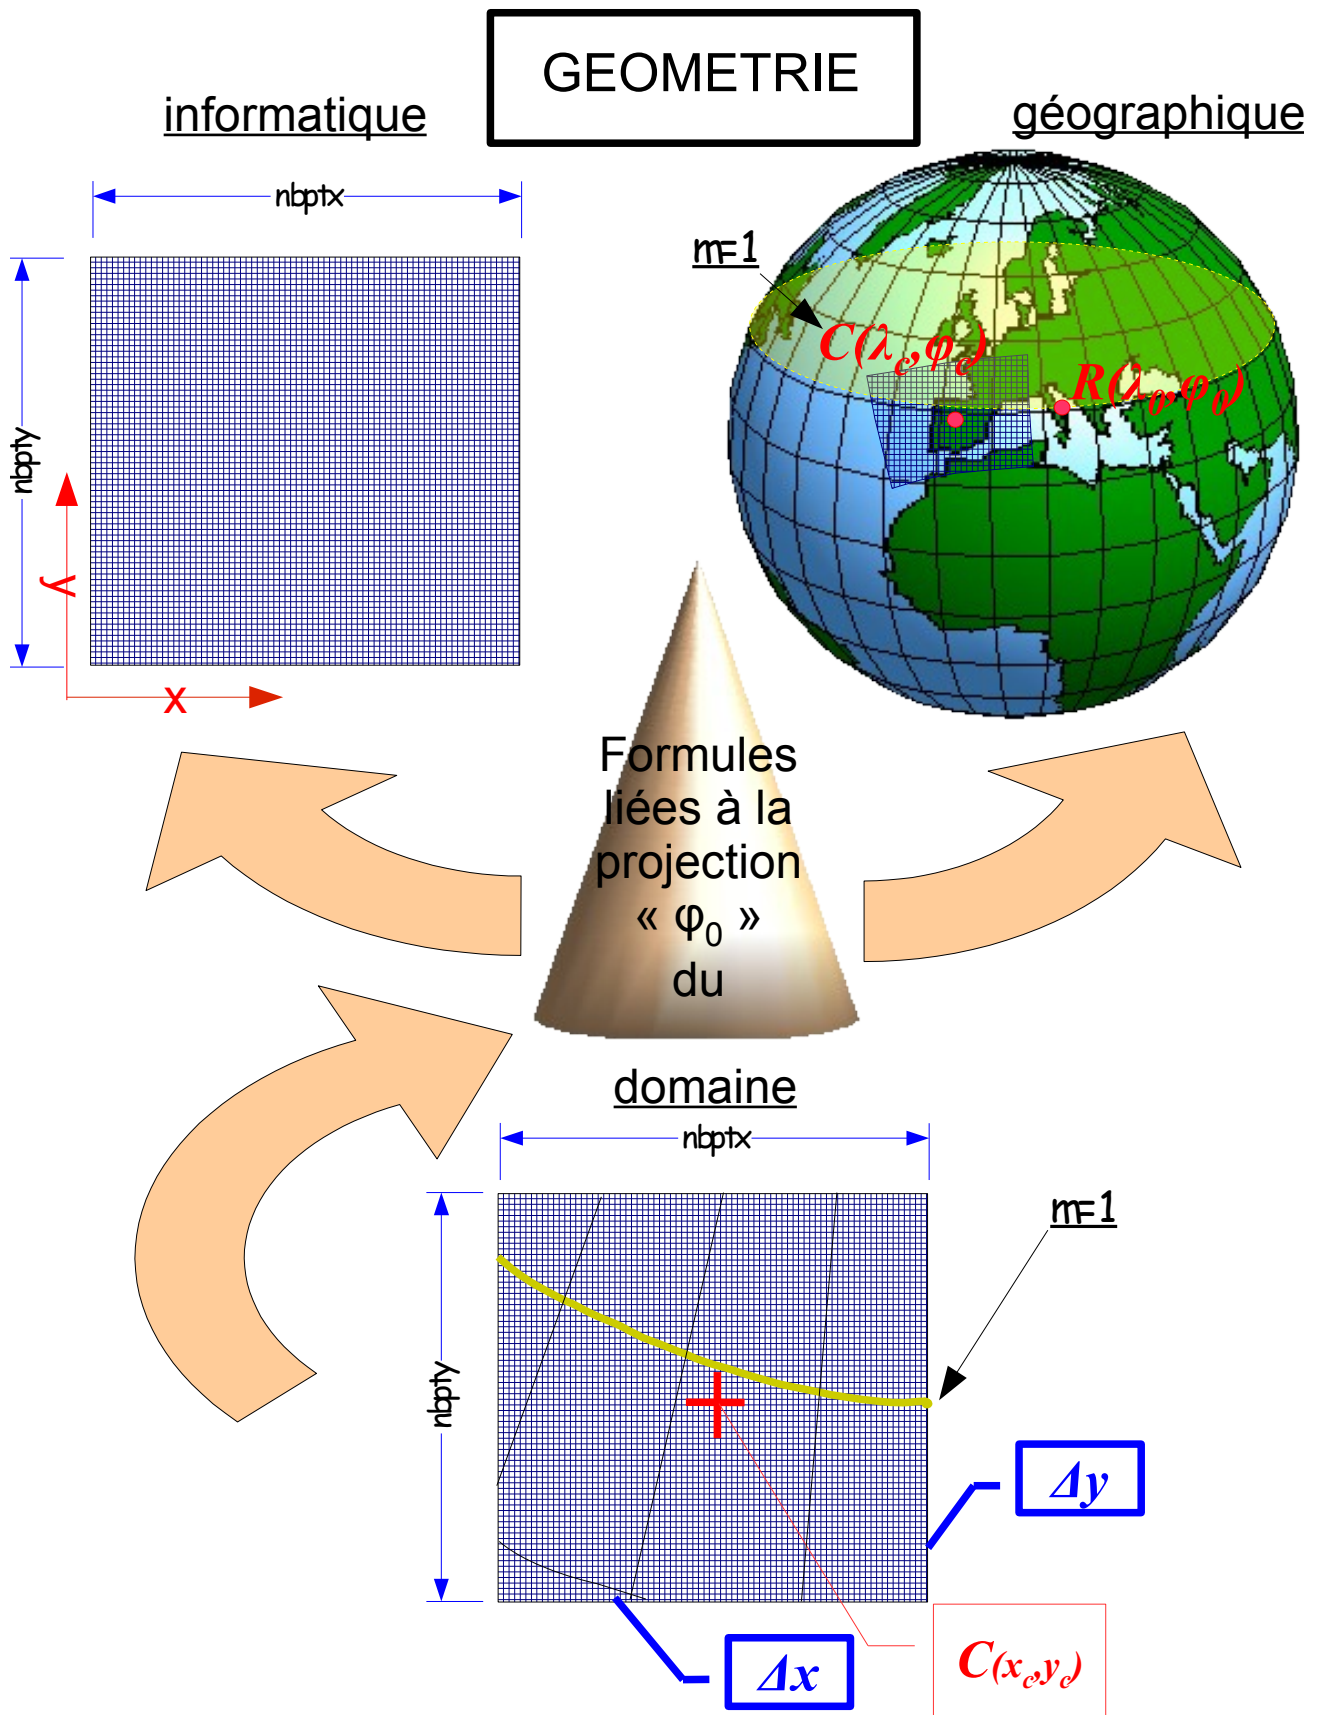 GEOMETRIE
informatique
géographique
nbptx
m=1
C(λc,φc)
R(λ0,φ0)
nbpty
y
x
Formules
liées à la
projection
« φ0 »
du
domaine
nbptx
m=1
nbpty
Δy
C(xc,yc)
Δx